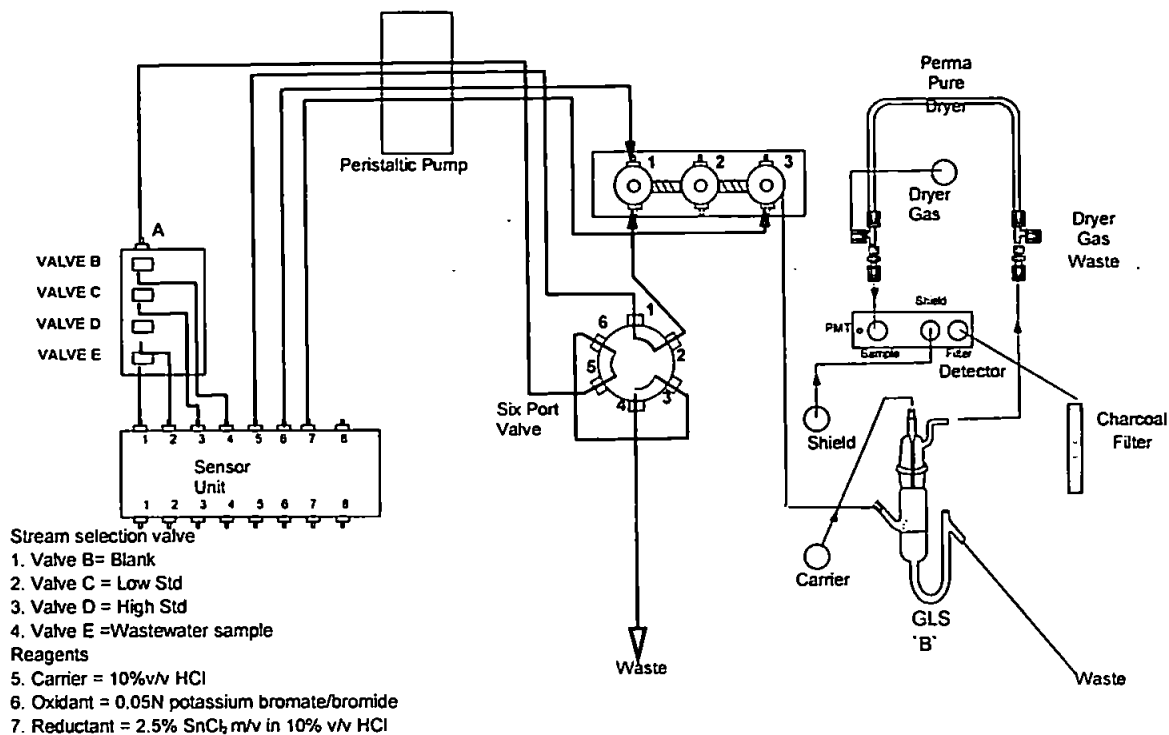 Perma
Pure
Dryer
Peristaltic Pump
1 2 3
Dryer
Gas
Dryer
Gas
Waste
A
VALVE B
VALVE C
VALVE D
VALVE E
1
6
2
5
3
4
Six Port
Valve
Shield
PMT
Sample
Filter
Detector
Shield
Charcoal
Filter
1 2 3 4 5 6 7 8
Sensor
Unit
1 2 3 4 5 6 7 8
Carrier
GLS
'B'
Waste
Waste
Stream selection valve
1. Valve B= Blank
2. Valve C = Low Std
3. Valve D = High Std
4. Valve E =Wastewater sample
Reagents
5. Carrier = 10%v/v HCl
6. Oxidant = 0.05N potassium bromate/bromide
7. Reductant = 2.5% SnCl₂ m/v in 10% v/v HCl